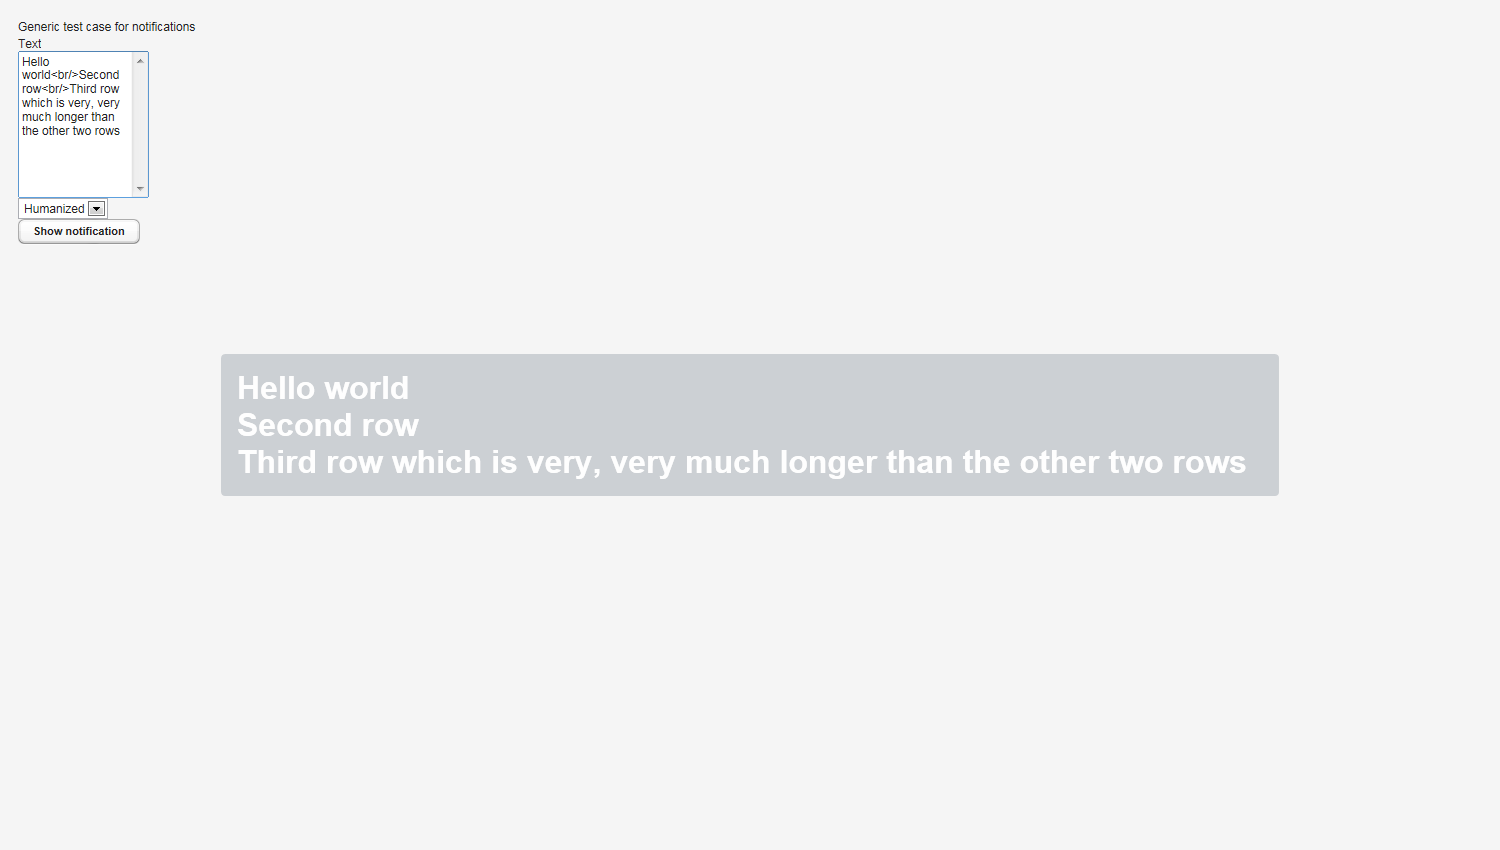 Generic test case for notifications
Text
Hello
world<br/>Second
row<br/>Third row
which is very, very
much longer than
the other two rows
Humanized
Show notification
Hello world
Second row
Third row which is very, very much longer than the other two rows